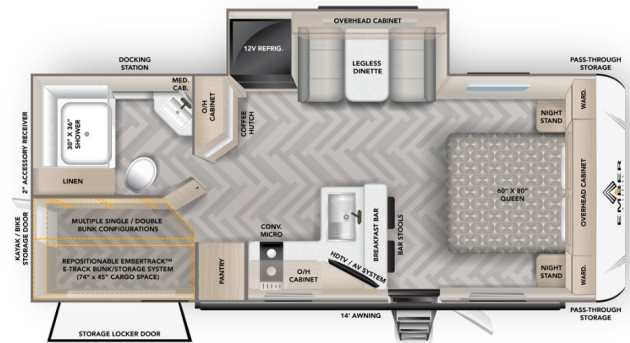 OVERHEAD CABINET
12V REFRIG.
LEGLESS
DINETTE
DOCKING
STATION
MED.
CAB.
O/H
CABINET
COFFEE
HUTCH
PASS-THROUGH
STORAGE
WARD.
NIGHT
STAND
2" ACCESSORY RECEIVER
30" X 36"
SHOWER
LINEN
60" X 80"
QUEEN
OVERHEAD CABINET
EMBER
KAYAK / BIKE
STORAGE DOOR
MULTIPLE SINGLE / DOUBLE
BUNK CONFIGURATIONS
REPOSITIONABLE EMBERTRACK™
E-TRACK BUNK/STORAGE SYSTEM
(74" x 45" CARGO SPACE)
PANTRY
CONV.
MICRO
O/H
CABINET
BREAKFAST BAR
BAR STOOLS
HDTV / AV SYSTEM
NIGHT
STAND
WARD.
STORAGE LOCKER DOOR
14' AWNING
PASS-THROUGH
STORAGE